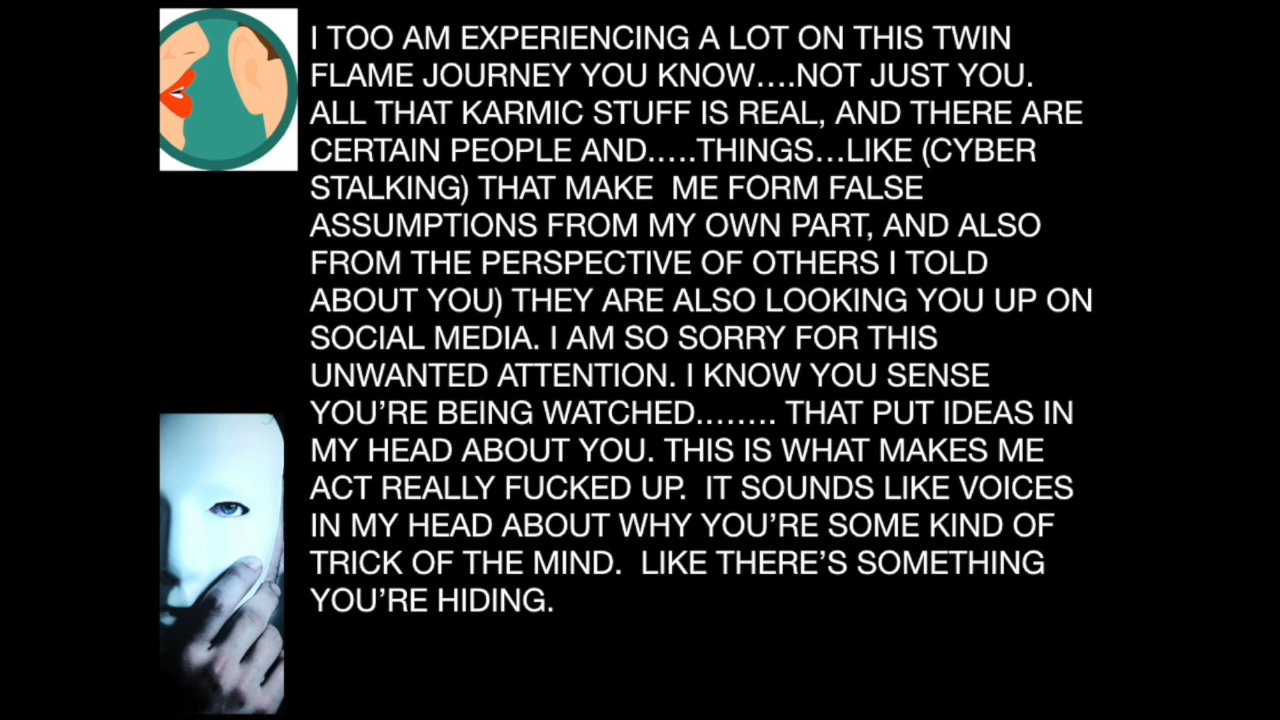 I TOO AM EXPERIENCING A LOT ON THIS TWIN
FLAME JOURNEY YOU KNOW….NOT JUST YOU.
ALL THAT KARMIC STUFF IS REAL, AND THERE ARE
CERTAIN PEOPLE AND…..THINGS…LIKE (CYBER
STALKING) THAT MAKE  ME FORM FALSE
ASSUMPTIONS FROM MY OWN PART, AND ALSO
FROM THE PERSPECTIVE OF OTHERS I TOLD
ABOUT YOU) THEY ARE ALSO LOOKING YOU UP ON
SOCIAL MEDIA. I AM SO SORRY FOR THIS
UNWANTED ATTENTION. I KNOW YOU SENSE
YOU’RE BEING WATCHED…….. THAT PUT IDEAS IN
MY HEAD ABOUT YOU. THIS IS WHAT MAKES ME
ACT REALLY FUCKED UP.  IT SOUNDS LIKE VOICES
IN MY HEAD ABOUT WHY YOU’RE SOME KIND OF
TRICK OF THE MIND.  LIKE THERE’S SOMETHING
YOU’RE HIDING.